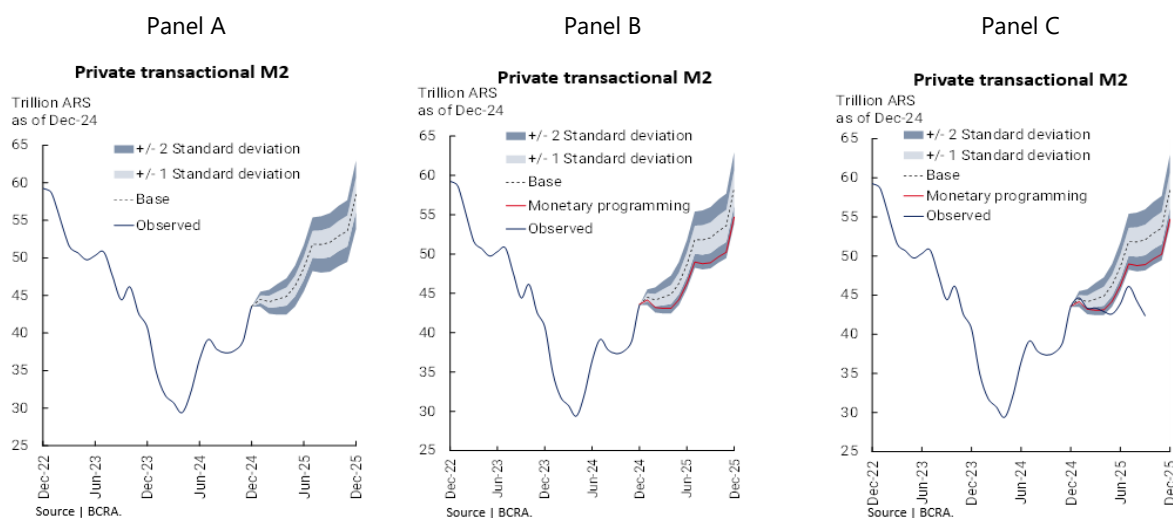 Panel A
Panel B
Panel C
Private transactional M2
Trillion ARS
as of Dec-24
+/- 2 Standard deviation
+/- 1 Standard deviation
Base
Observed
65
60
55
50
45
40
35
30
25
Dec-22
Jun-23
Dec-23
Jun-24
Dec-24
Jun-25
Dec-25
Source | BCRA.
Private transactional M2
Trillion ARS
as of Dec-24
+/- 2 Standard deviation
+/- 1 Standard deviation
Base
Monetary programming
Observed
65
60
55
50
45
40
35
30
25
Dec-22
Jun-23
Dec-23
Jun-24
Dec-24
Jun-25
Dec-25
Source | BCRA.
Private transactional M2
Trillion ARS
as of Dec-24
+/- 2 Standard deviation
+/- 1 Standard deviation
Base
Monetary programming
Observed
65
60
55
50
45
40
35
30
25
Dec-22
Jun-23
Dec-23
Jun-24
Dec-24
Jun-25
Dec-25
Source | BCRA.